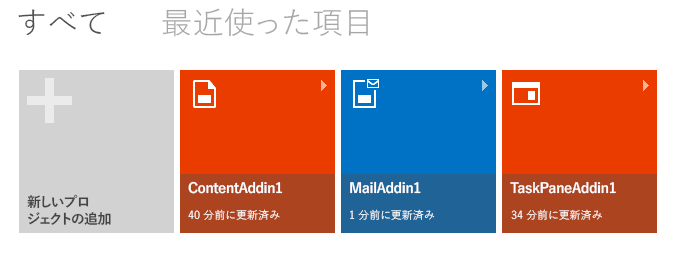 すべて 最近使った項目
新しいプロ
ジェクトの追加
ContentAddin1
40 分前に更新済み
MailAddin1
1 分前に更新済み
TaskPaneAddin1
34 分前に更新済み